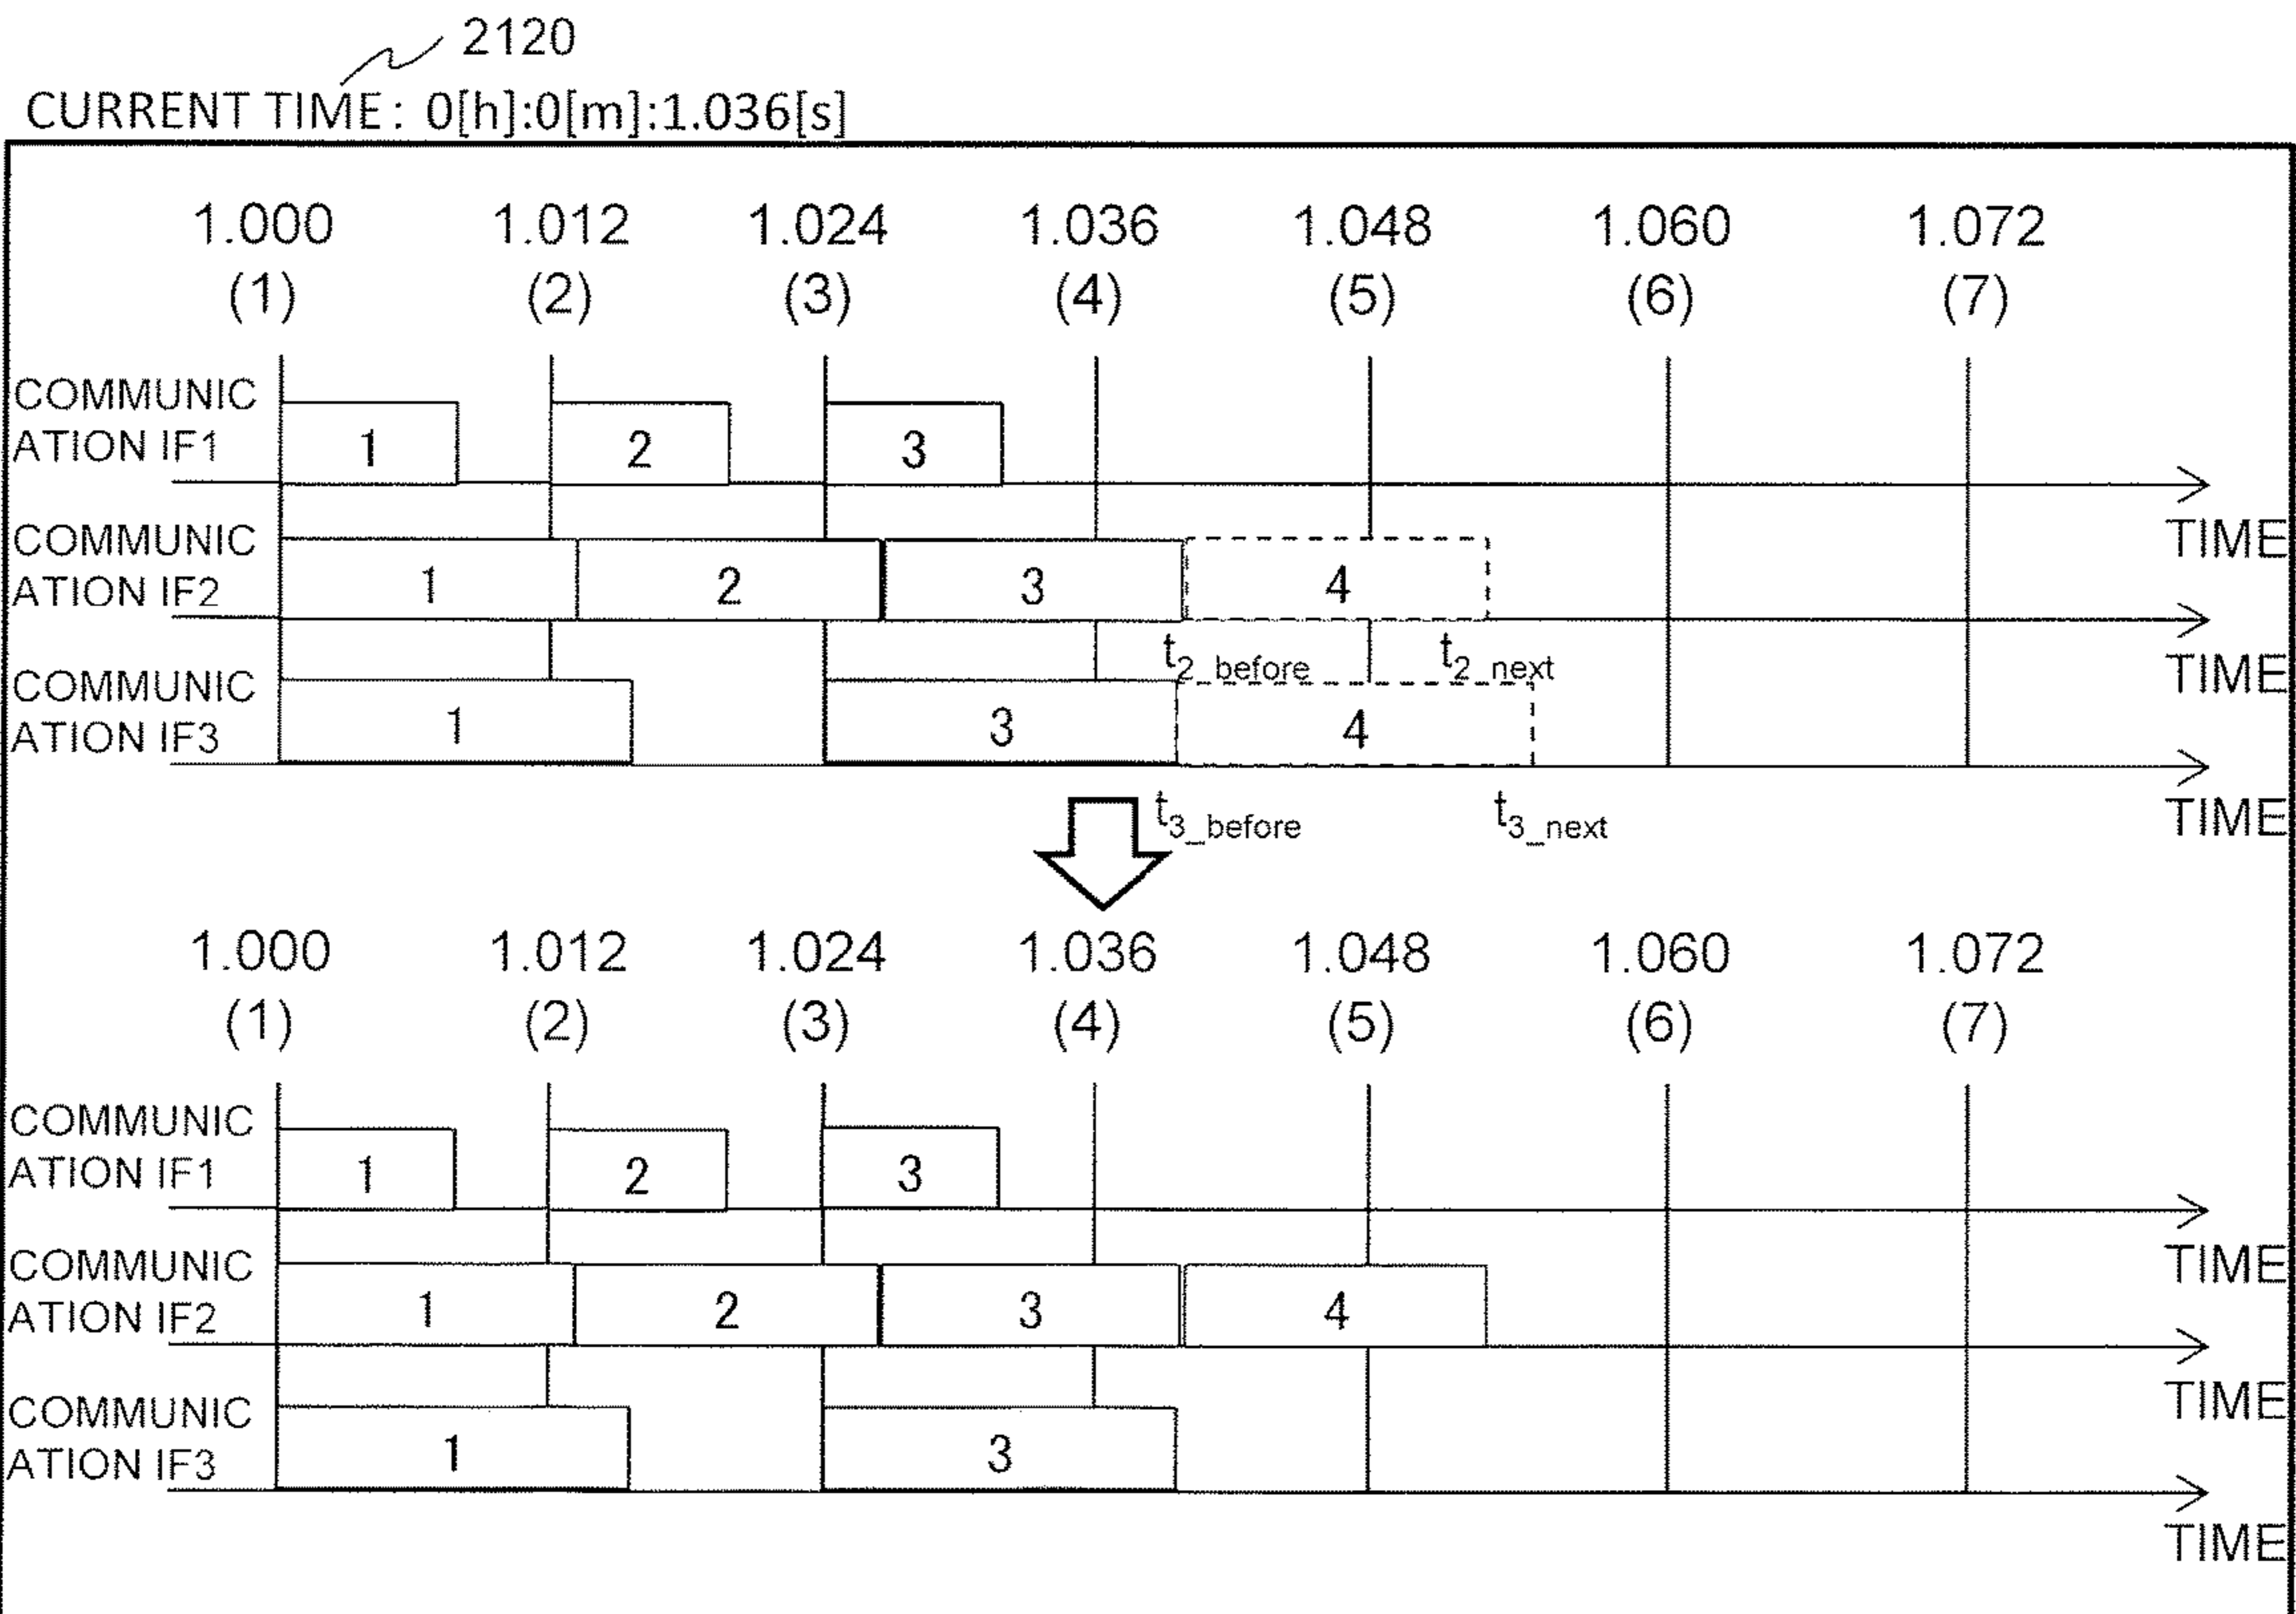 2120
CURRENT TIME: 0[h]:0[m]:1.036[s]
1.000 1.012 1.024 1.036 1.048 1.060 1.072
(1) (2) (3) (4) (5) (6) (7)
COMMUNIC
ATION IF1
1 2 3
TIME
COMMUNIC
ATION IF2
1 2 3 4
t2_before t2_next
TIME
COMMUNIC
ATION IF3
1 3 4
t3_before t3_next
TIME
1.000 1.012 1.024 1.036 1.048 1.060 1.072
(1) (2) (3) (4) (5) (6) (7)
COMMUNIC
ATION IF1
1 2 3
TIME
COMMUNIC
ATION IF2
1 2 3 4
TIME
COMMUNIC
ATION IF3
1 3
TIME